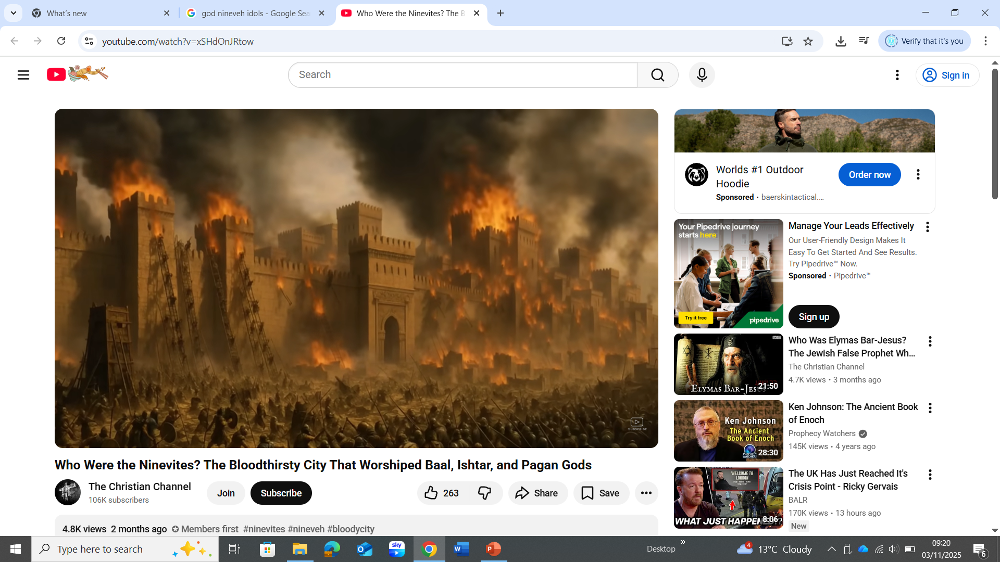 What's new
god nineveh idols - Google Sea
Who Were the Ninevites? The B
youtube.com/watch?v=xSHdOnJRtow
Verify that it's you
Search
Sign in
SUBSCRIBE
Who Were the Ninevites? The Bloodthirsty City That Worshiped Baal, Ishtar, and Pagan Gods
The Christian Channel
106K subscribers
Join
Subscribe
263
Share
Save
4.8K views 2 months ago Members first #ninevites #nineveh #bloodycity
Worlds #1 Outdoor
Hoodie
Sponsored · baerskintactical....
Order now
Your Pipedrive journey
starts here
Try it free
pipedrive
Manage Your Leads Effectively
Our User-Friendly Design Makes It
Easy To Get Started And See Results.
Try Pipedrive™ Now.
Sponsored · Pipedrive™
Sign up
ELYMAS BAR-JESUS
21:50
Who Was Elymas Bar-Jesus?
The Jewish False Prophet Wh...
The Christian Channel
4.7K views • 3 months ago
Ken Johnson
The Ancient
Book of Enoch
28:30
Ken Johnson: The Ancient Book
of Enoch
Prophecy Watchers
145K views • 4 years ago
WELCOME TO
LONDON
WHAT JUST HAPPENED?
8:06
The UK Has Just Reached It's
Crisis Point - Ricky Gervais
BALR
170K views • 13 hours ago
New
Type here to search
sky
Desktop
4
13°C Cloudy
09:20
03/11/2025
6